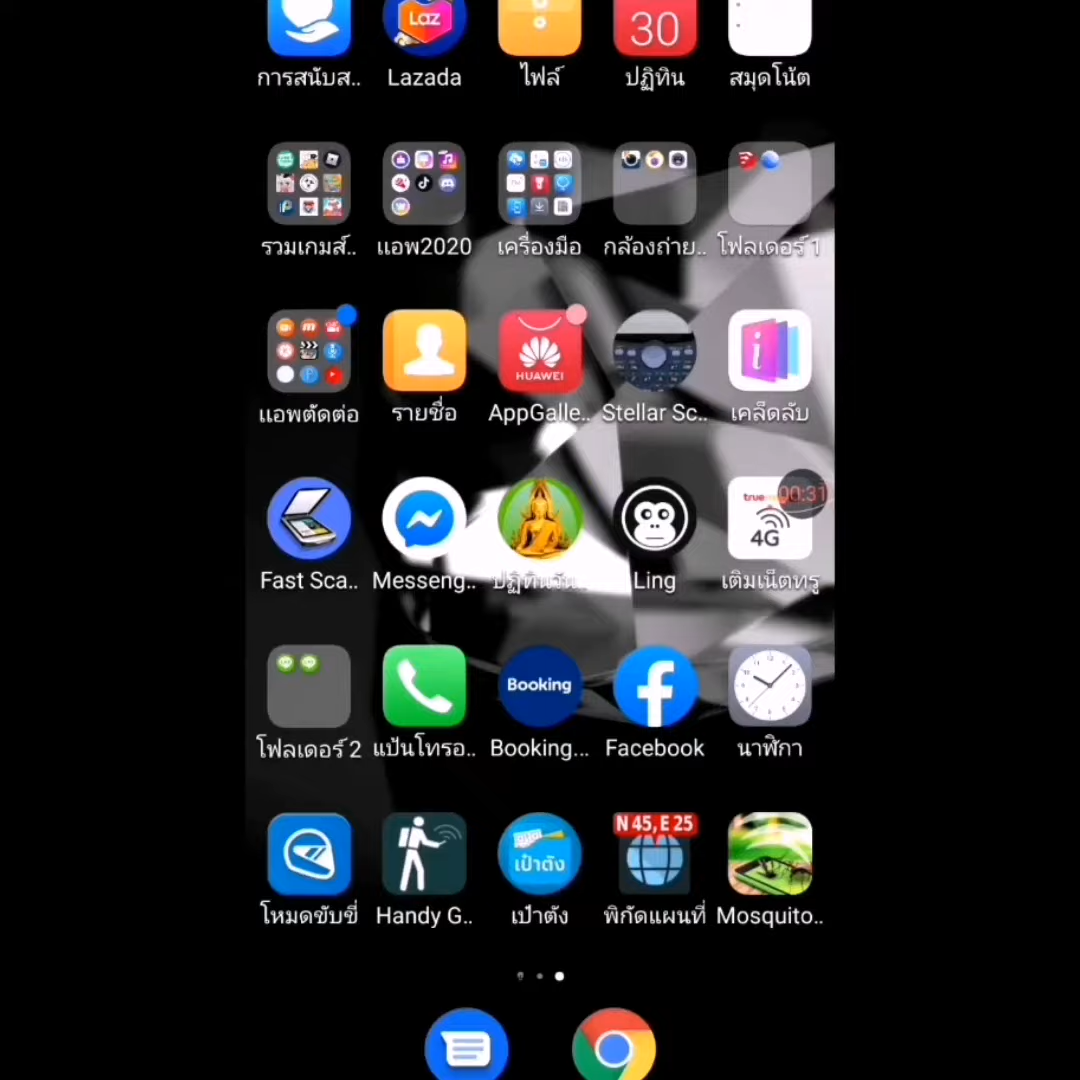 Laz
30
การสนับส..
Lazada
ไฟล์
ปฏิทิน
สมุดโน้ต
รวมเกมส์..
แอพ2020
เครื่องมือ
กล้องถ่าย..
โฟลเดอร์ 1
HUAWEI
i
แอพตัดต่อ
รายชื่อ
AppGalle..
Stellar Sc..
เคล็ดลับ
true
00:31
4G
Fast Sca..
Messeng..
ปฏิทินวัน..
Ling
เติมเน็ตทรู
Booking
โฟลเดอร์ 2
แป้นโทรอ..
Booking...
Facebook
นาฬิกา
N 45, E 25
เป๋าตัง
โหมดขับขี่
Handy G..
เป๋าตัง
พิกัดแผนที่
Mosquito..